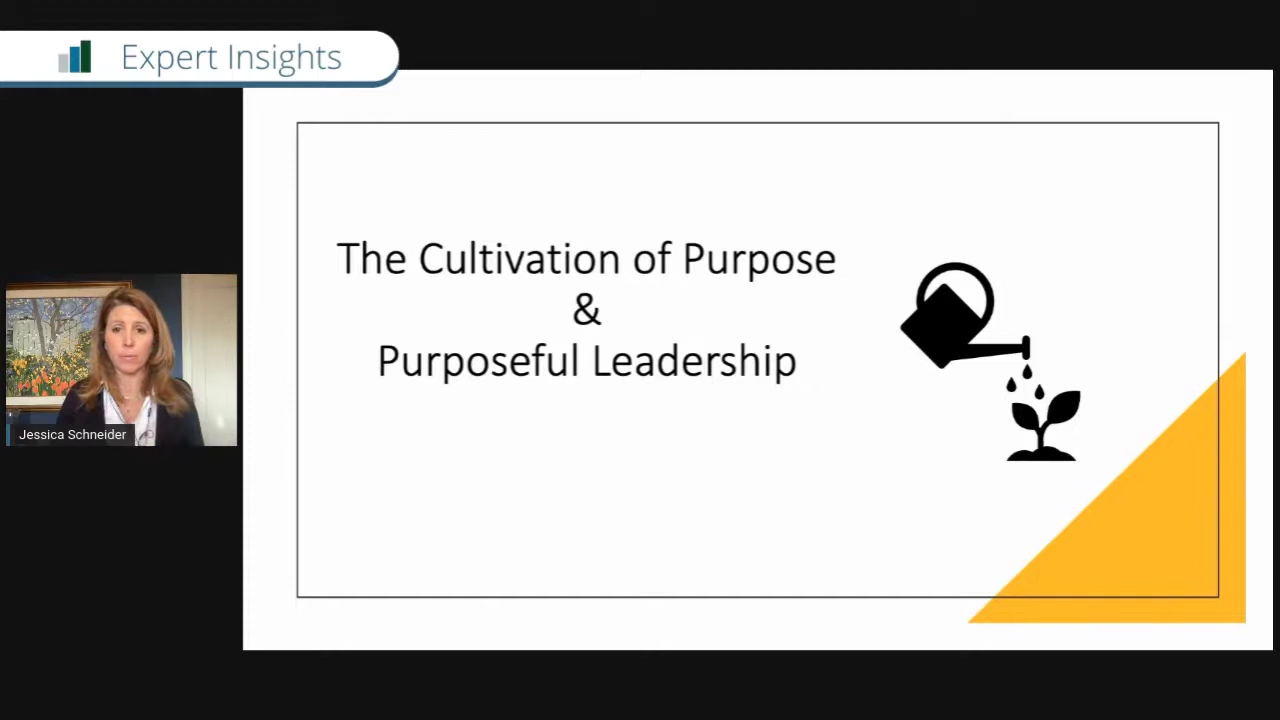 Expert Insights
The Cultivation of Purpose
&
Purposeful Leadership
Jessica Schneider